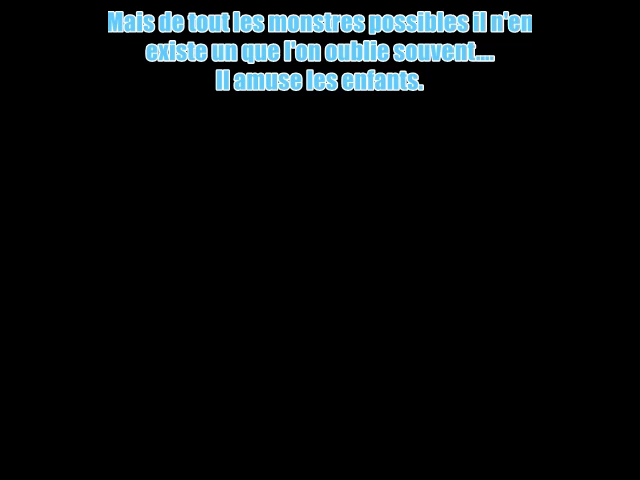 Mais de tout les monstres possibles il n'en
existe un que l'on oublie souvent....
Il amuse les enfants.